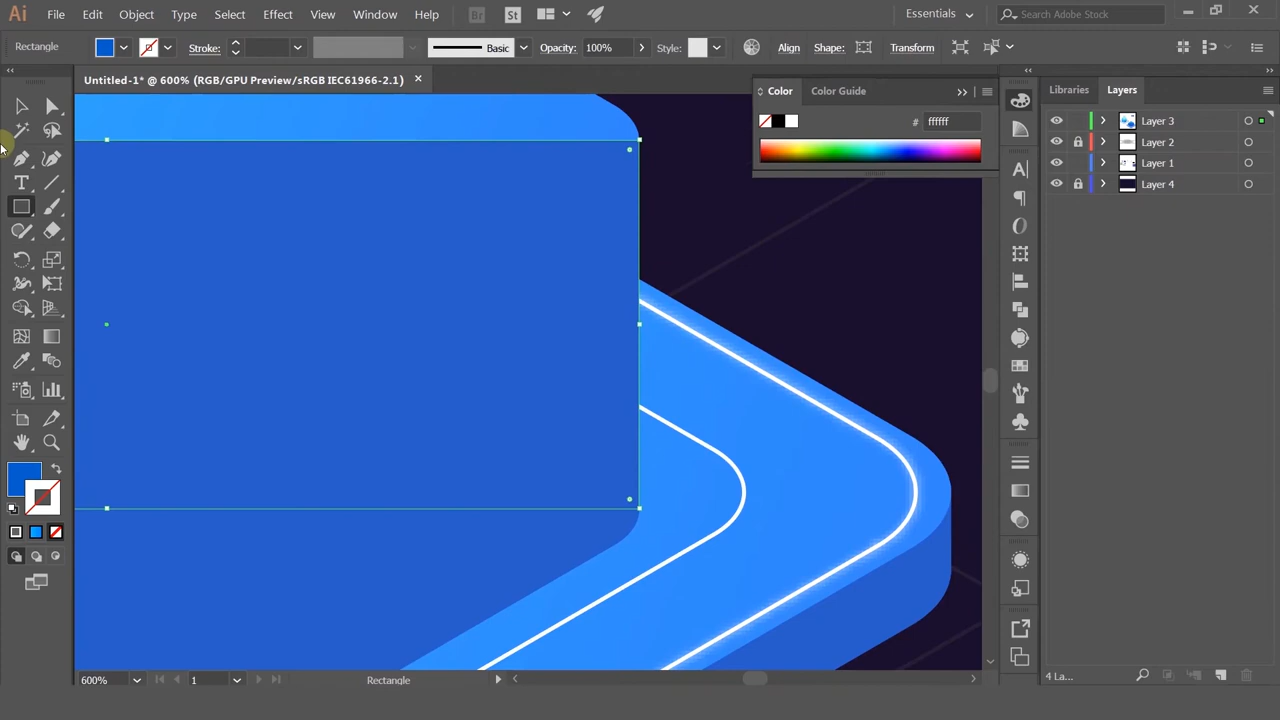 Ai File Edit Object Type Select Effect View Window Help Br St Essentials Search Adobe Stock
Rectangle Stroke: Basic Opacity: 100% Style: Align Shape: Transform
Untitled-1* @ 600% (RGB/GPU Preview/sRGB IEC61966-2.1)
Color Color Guide
# ffffff
Libraries Layers
Layer 3
Layer 2
Layer 1
Layer 4
600% 1 Rectangle
4 La...